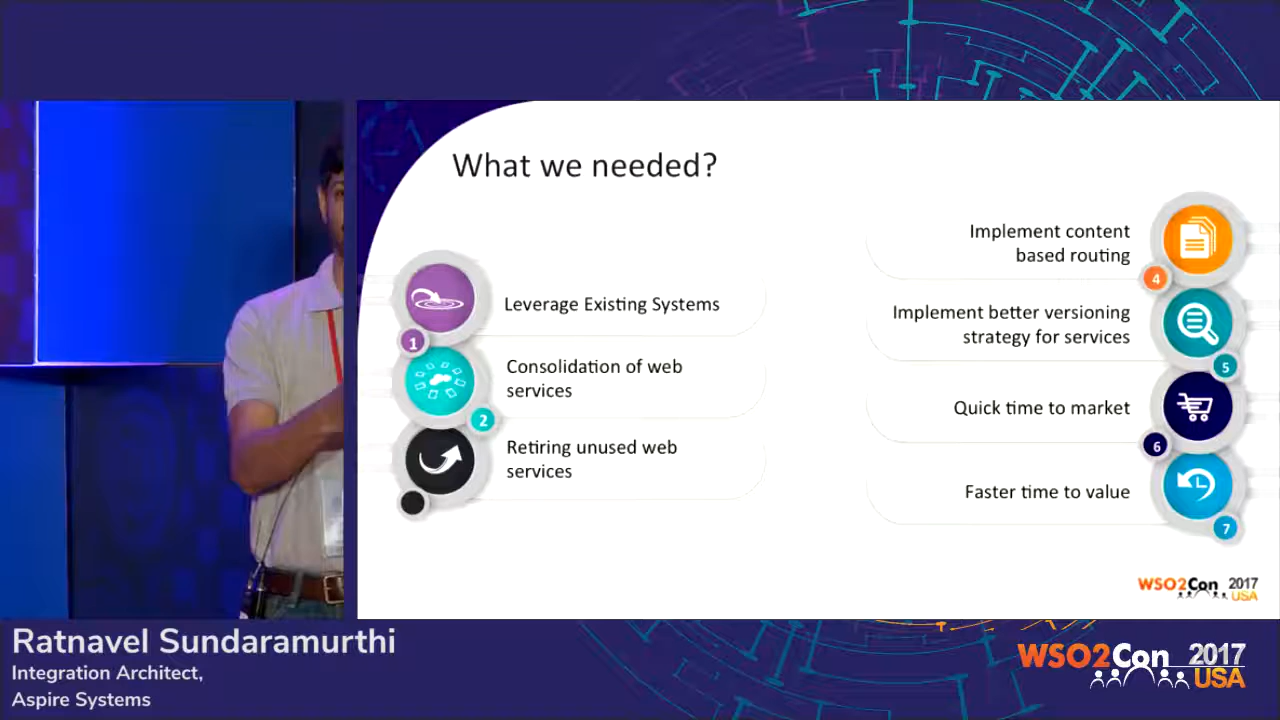 What we needed?
Leverage Existing Systems
1
Consolidation of web
services
2
Retiring unused web
services
Implement content
based routing
4
Implement better versioning
strategy for services
5
Quick time to market
6
Faster time to value
7
WSO2Con 2017
USA
Ratnavel Sundaramurthi
Integration Architect,
Aspire Systems
WSO2Con 2017
USA